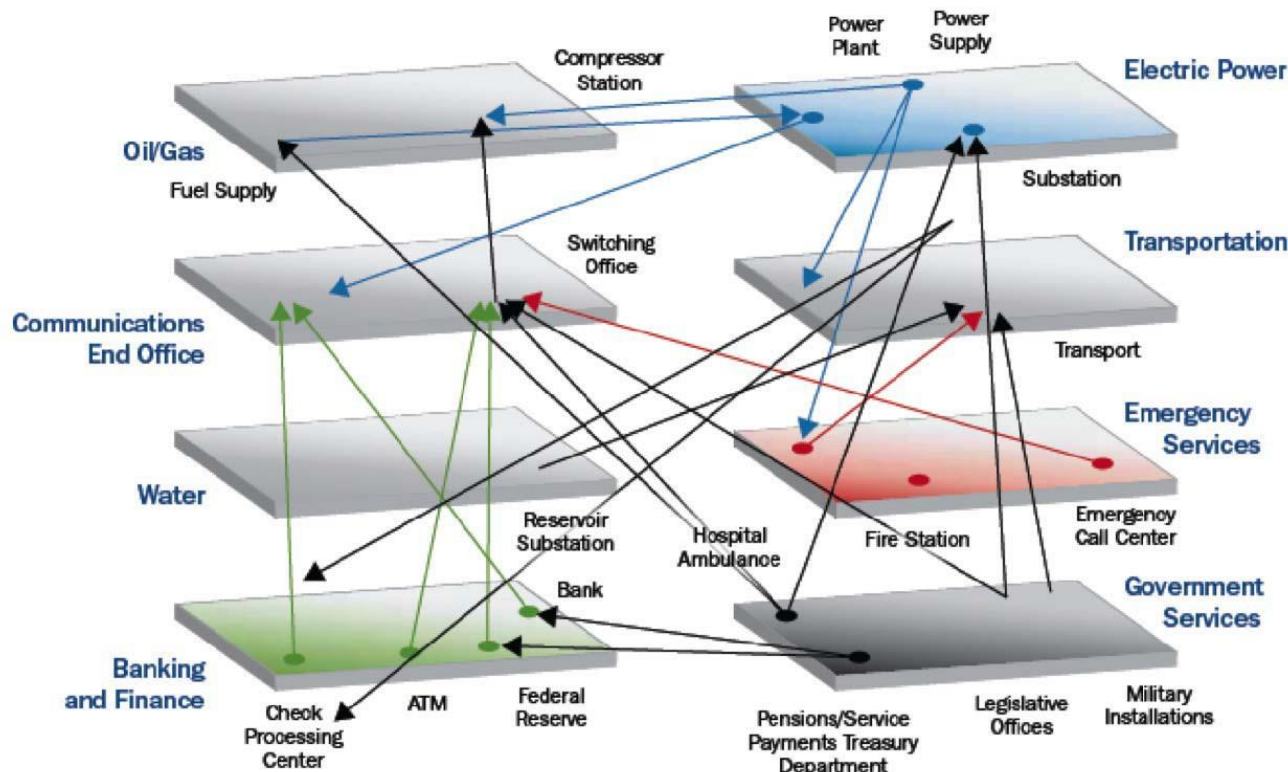 Power
Plant
Power
Supply
Compressor
Station
Electric Power
Oil/Gas
Fuel Supply
Substation
Switching
Office
Transportation
Communications
End Office
Transport
Emergency
Services
Water
Reservoir
Substation
Hospital
Ambulance
Fire Station
Emergency
Call Center
Bank
Government
Services
Banking
and Finance
Check
Processing
Center
ATM
Federal
Reserve
Pensions/Service
Payments Treasury
Department
Legislative
Offices
Military
Installations